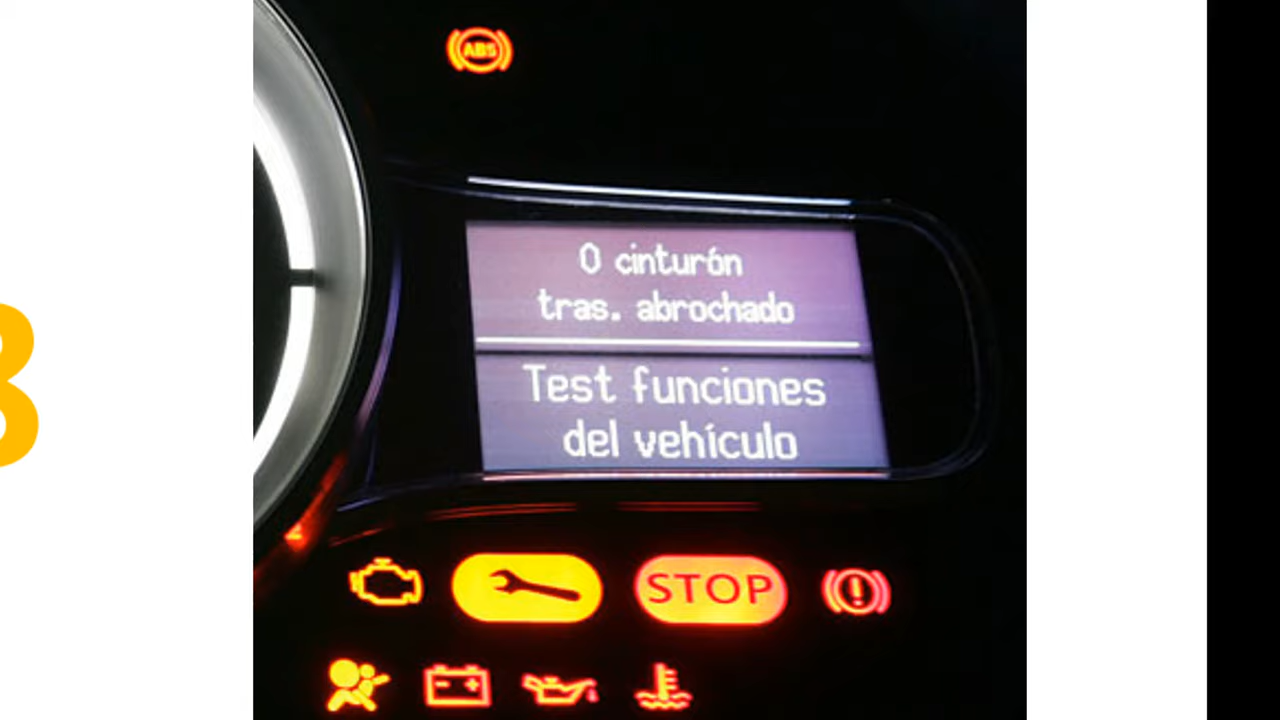 ABS
0 cinturón
tras. abrochado
Test funciones
del vehículo
STOP